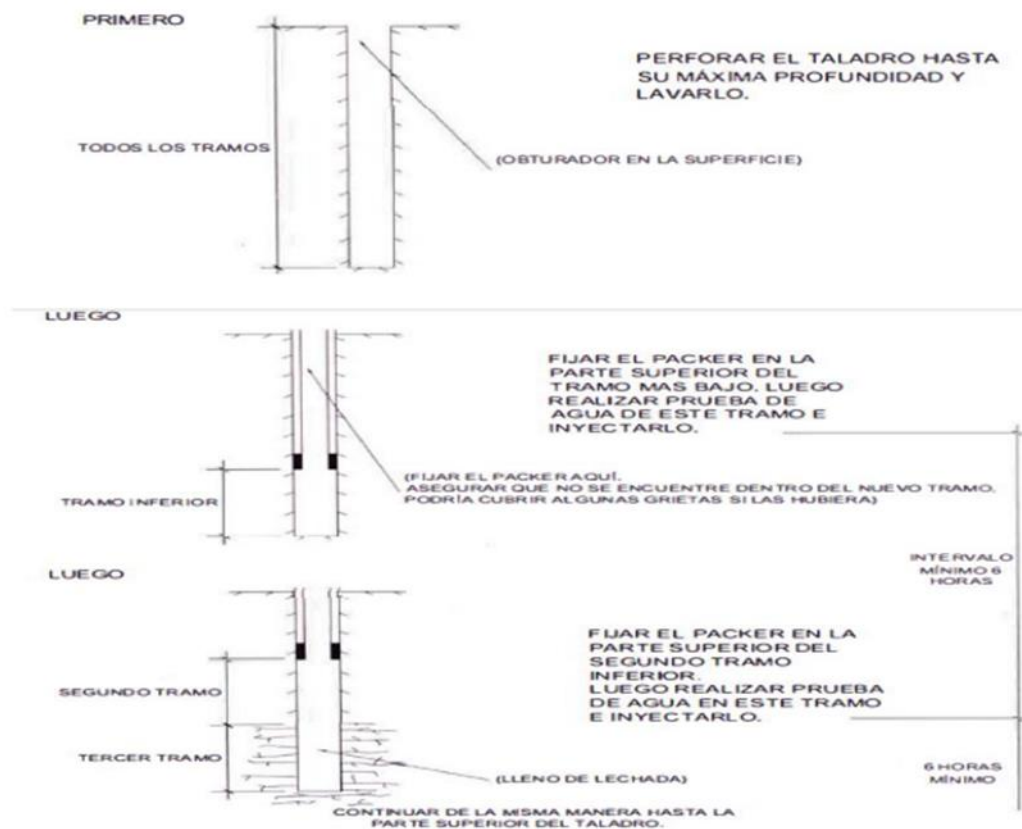 PRIMERO
PERFORAR EL TALADRO HASTA
SU MÁXIMA PROFUNDIDAD Y
LAVARLO.
TODOS LOS TRAMOS
(OBTURADOR EN LA SUPERFICIE)
LUEGO
FIJAR EL PACKER EN LA
PARTE SUPERIOR DEL
TRAMO MAS BAJO. LUEGO
REALIZAR PRUEBA DE
AGUA DE ESTE TRAMO E
INYECTARLO.
(FIJAR EL PACKER AQUÍ.
ASEGURAR QUE NO SE ENCUENTRE DENTRO DEL NUEVO TRAMO.
PODRÍA CUBRIR ALGUNAS GRIETAS SI LAS HUBIERA)
TRAMO INFERIOR
INTERVALO
MÍNIMO 6
HORAS
LUEGO
FIJAR EL PACKER EN LA
PARTE SUPERIOR DEL
SEGUNDO TRAMO
INFERIOR.
LUEGO REALIZAR PRUEBA
DE AGUA EN ESTE TRAMO
E INYECTARLO.
SEGUNDO TRAMO
TERCER TRAMO
(LLENO DE LECHADA)
6 HORAS
MÍNIMO
CONTINUAR DE LA MISMA MANERA HASTA LA
PARTE SUPERIOR DEL TALADRO.